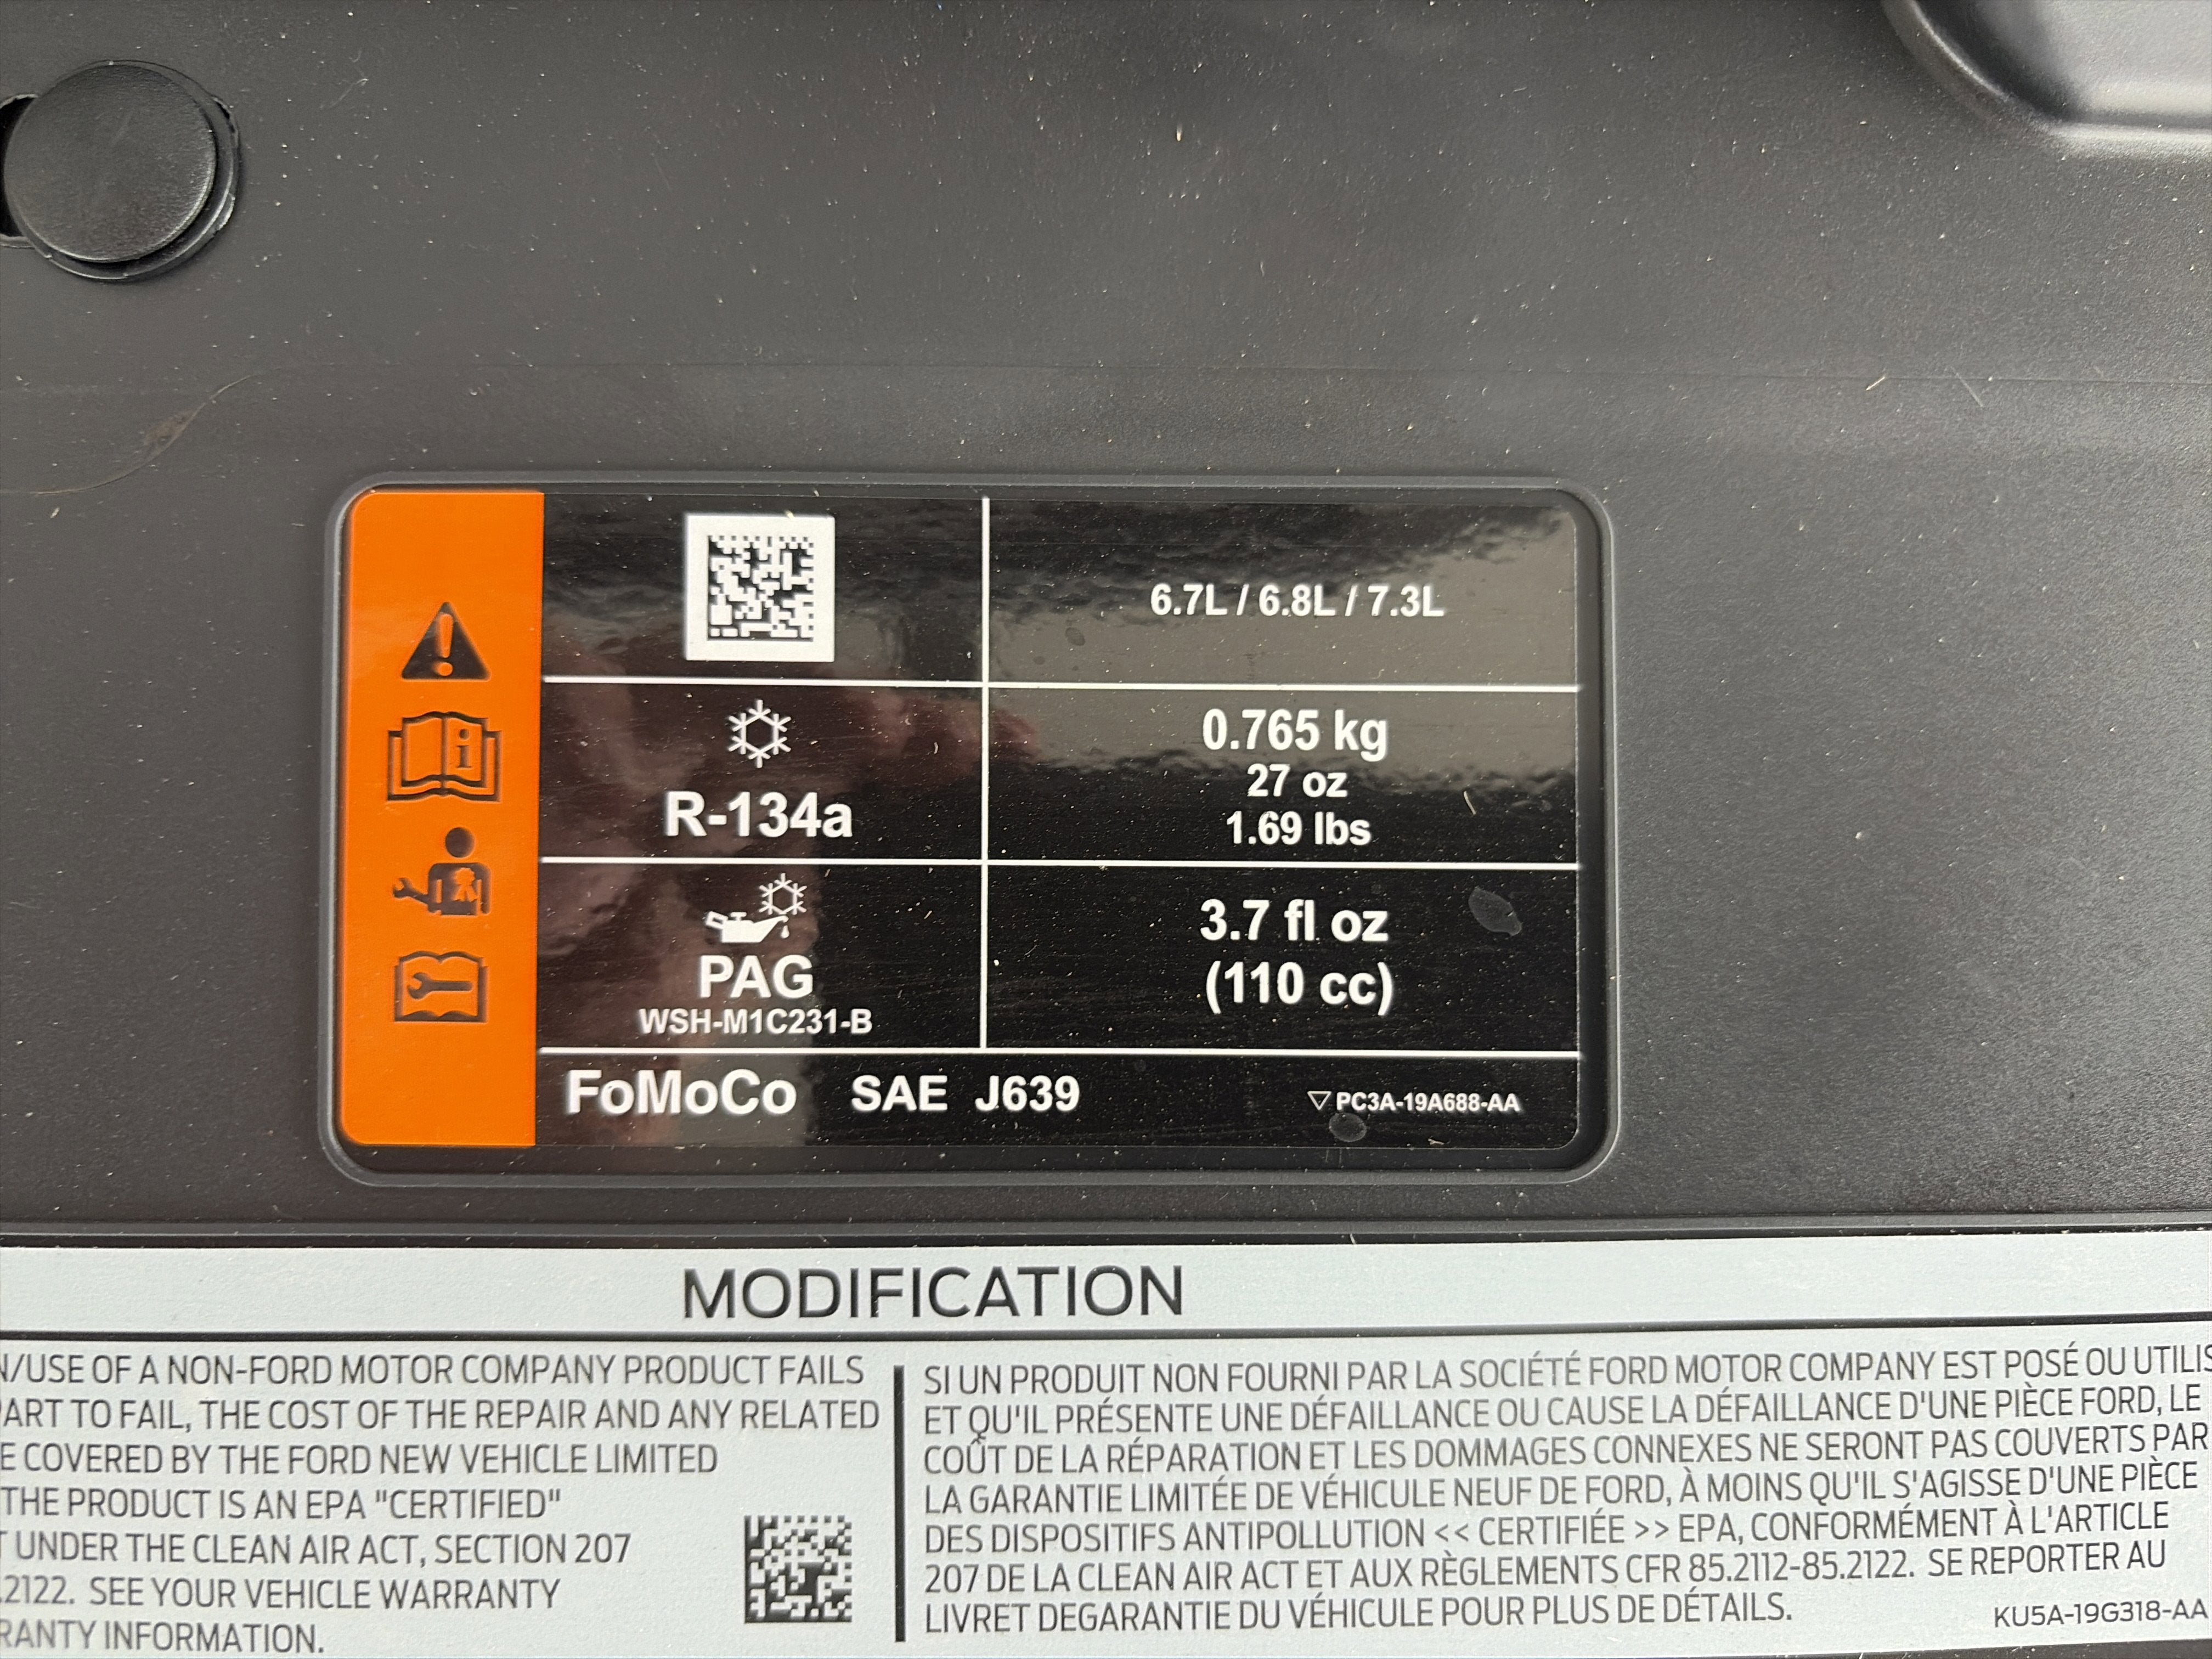 6.7L / 6.8L / 7.3L
R-134a
0.765 kg
27 oz
1.69 lbs
PAG
WSH-M1C231-B
3.7 fl oz
(110 cc)
FoMoCo SAE J639 PC3A-19A688-AA
MODIFICATION
N/USE OF A NON-FORD MOTOR COMPANY PRODUCT FAILS
ART TO FAIL, THE COST OF THE REPAIR AND ANY RELATED
E COVERED BY THE FORD NEW VEHICLE LIMITED
THE PRODUCT IS AN EPA "CERTIFIED"
UNDER THE CLEAN AIR ACT, SECTION 207
.2122. SEE YOUR VEHICLE WARRANTY
RANTY INFORMATION.
SI UN PRODUIT NON FOURNI PAR LA SOCIÉTÉ FORD MOTOR COMPANY EST POSÉ OU UTILIS
ET QU'IL PRÉSENTE UNE DÉFAILLANCE OU CAUSE LA DÉFAILLANCE D'UNE PIÈCE FORD, LE
COÛT DE LA RÉPARATION ET LES DOMMAGES CONNEXES NE SERONT PAS COUVERTS PAR
LA GARANTIE LIMITÉE DE VÉHICULE NEUF DE FORD, À MOINS QU'IL S'AGISSE D'UNE PIÈCE
DES DISPOSITIFS ANTIPOLLUTION << CERTIFIÉE >> EPA, CONFORMÉMENT À L'ARTICLE
207 DE LA CLEAN AIR ACT ET AUX RÈGLEMENTS CFR 85.2112-85.2122. SE REPORTER AU
LIVRET DEGARANTIE DU VÉHICULE POUR PLUS DE DÉTAILS.
KU5A-19G318-AA